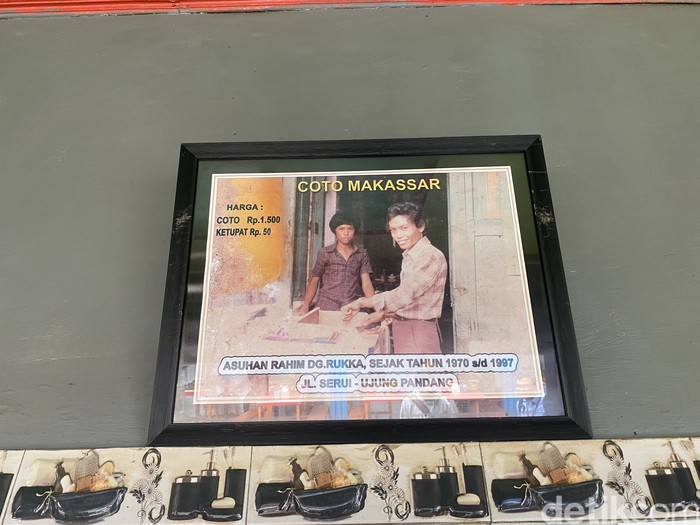 COTO MAKASSAR
HARGA :
COTO Rp.1.500
KETUPAT Rp. 50
ASUHAN RAHIM DG.RUKKA, SEJAK TAHUN 1970 s/d 1997
JL. SERUI - UJUNG PANDANG
detikcom